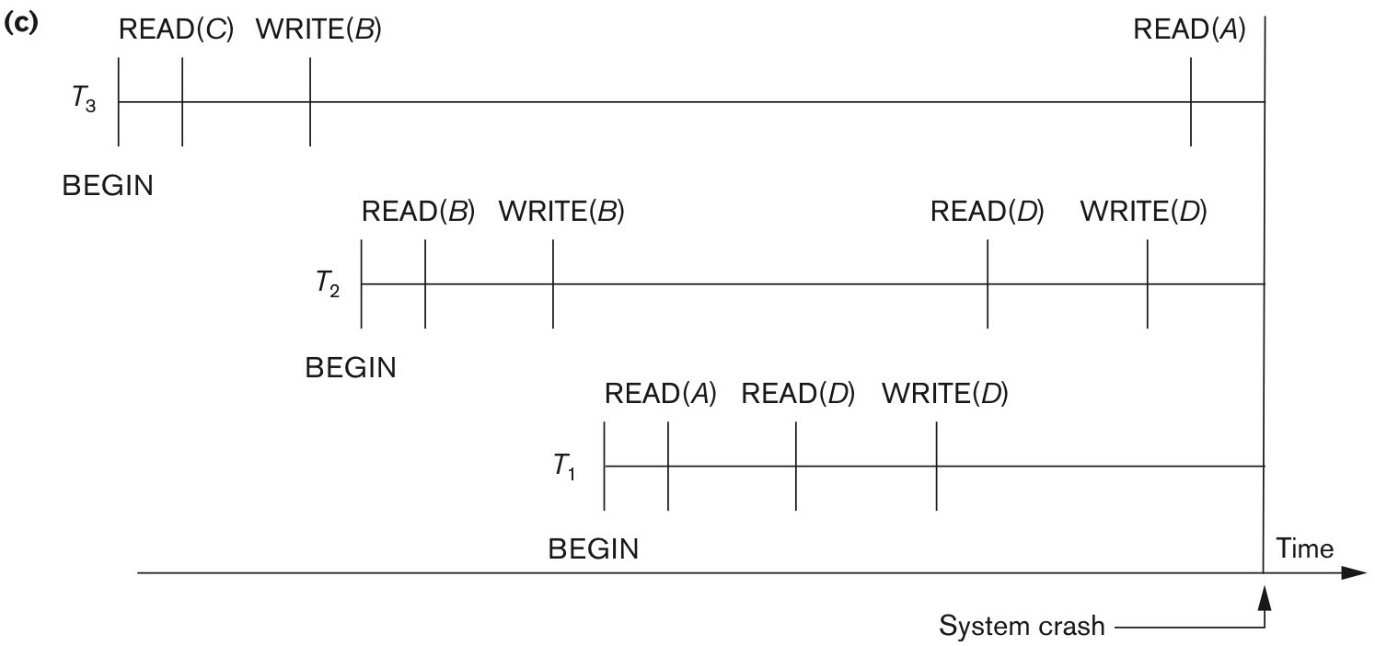 (c)
READ(C) WRITE(B) READ(A)
T3
BEGIN
READ(B) WRITE(B) READ(D) WRITE(D)
T2
BEGIN
READ(A) READ(D) WRITE(D)
T1
BEGIN
Time
System crash